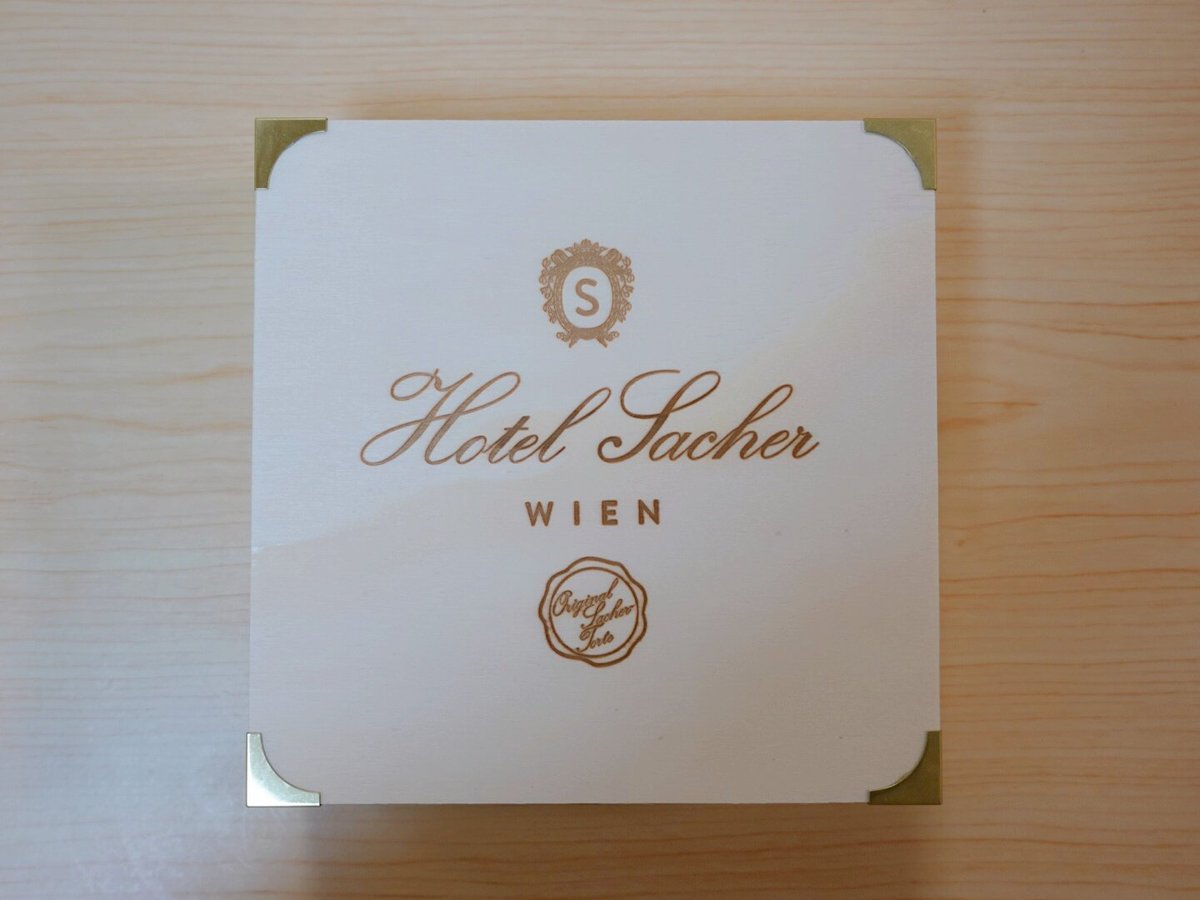 S
Hotel Sacher
WIEN
Original
Sacher
Torte